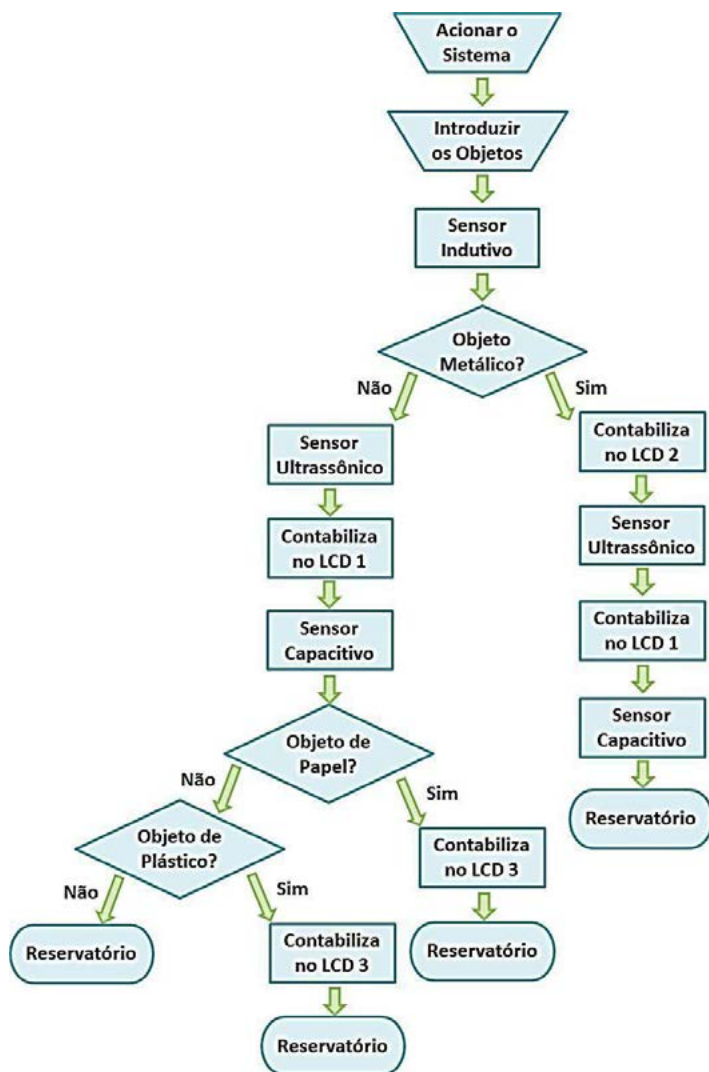 Acionar o
Sistema
Introduzir
os Objetos
Sensor
Indutivo
Objeto
Metálico?
Não
Sim
Sensor
Ultrassônico
Contabiliza
no LCD 1
Sensor
Capacitivo
Objeto de
Papel?
Não
Sim
Objeto de
Plástico?
Não
Sim
Reservatório
Contabiliza
no LCD 3
Reservatório
Contabiliza
no LCD 3
Reservatório
Contabiliza
no LCD 2
Sensor
Ultrassônico
Contabiliza
no LCD 1
Sensor
Capacitivo
Reservatório